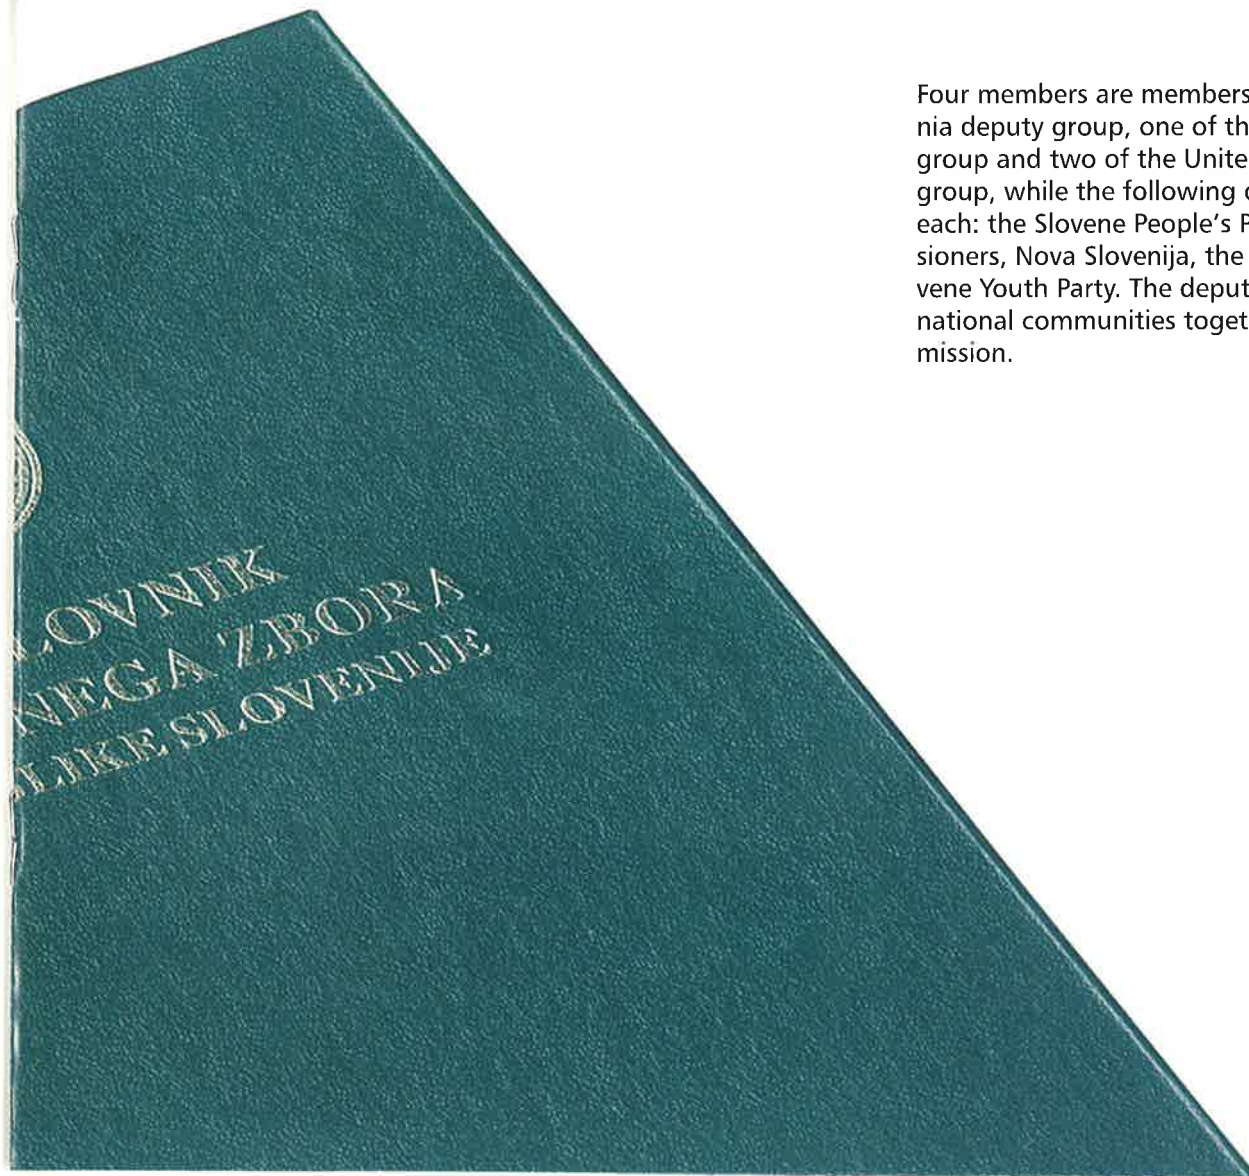 LOVNIK
NEGA ZBORA
LIKE SLOVENIJE
Four members are members
nia deputy group, one of th
group and two of the Unite
group, while the following
each: the Slovene People's P
sioners, Nova Slovenija, the
vene Youth Party. The deput
national communities toget
mission.